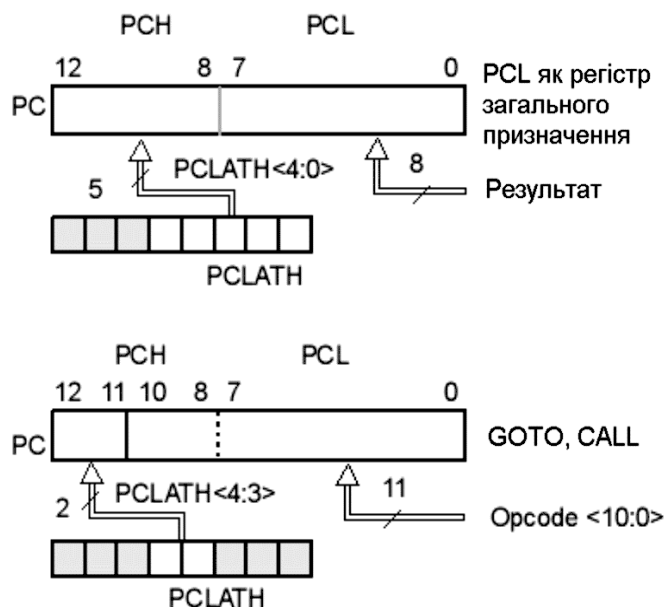 PCH PCL
12 8 7 0
PC
PCL як регістр
загального
призначення
5
PCLATH<4:0>
8
Результат
PCLATH
PCH PCL
12 11 10 8 7 0
PC
GOTO, CALL
2
PCLATH<4:3>
11
Opcode <10:0>
PCLATH